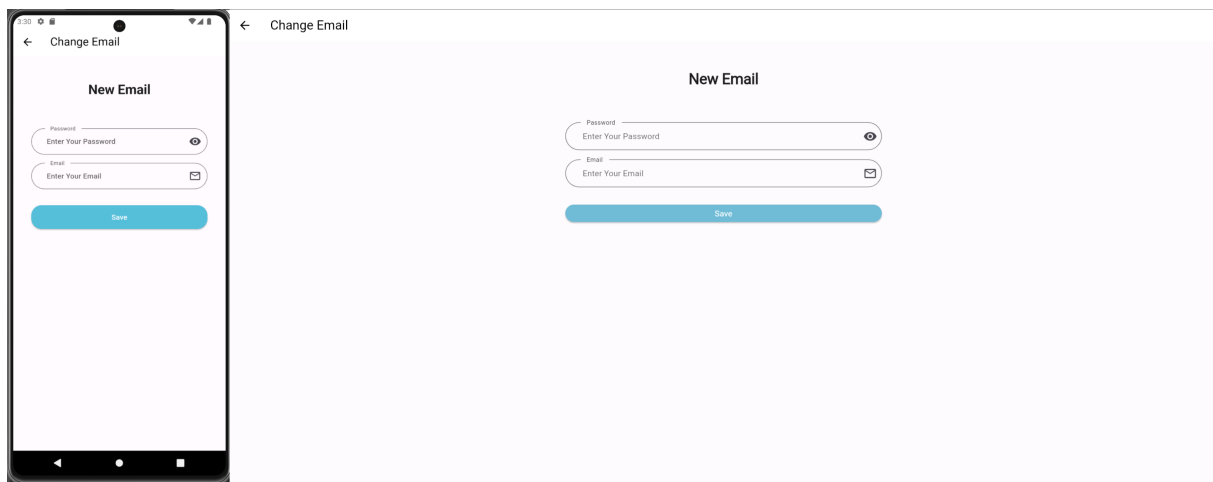 3:30
Change Email
New Email
Password
Enter Your Password
Email
Enter Your Email
Save
Change Email
New Email
Password
Enter Your Password
Email
Enter Your Email
Save